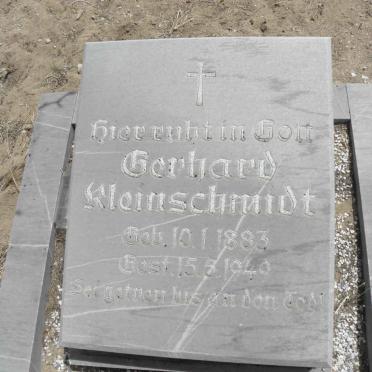 Hier ruht in Gott
Gerhard
Kleinschmidt
Geb. 10. 1. 1883
Gest. 15. 5. 1940
Sei getreu bis an den Tod!